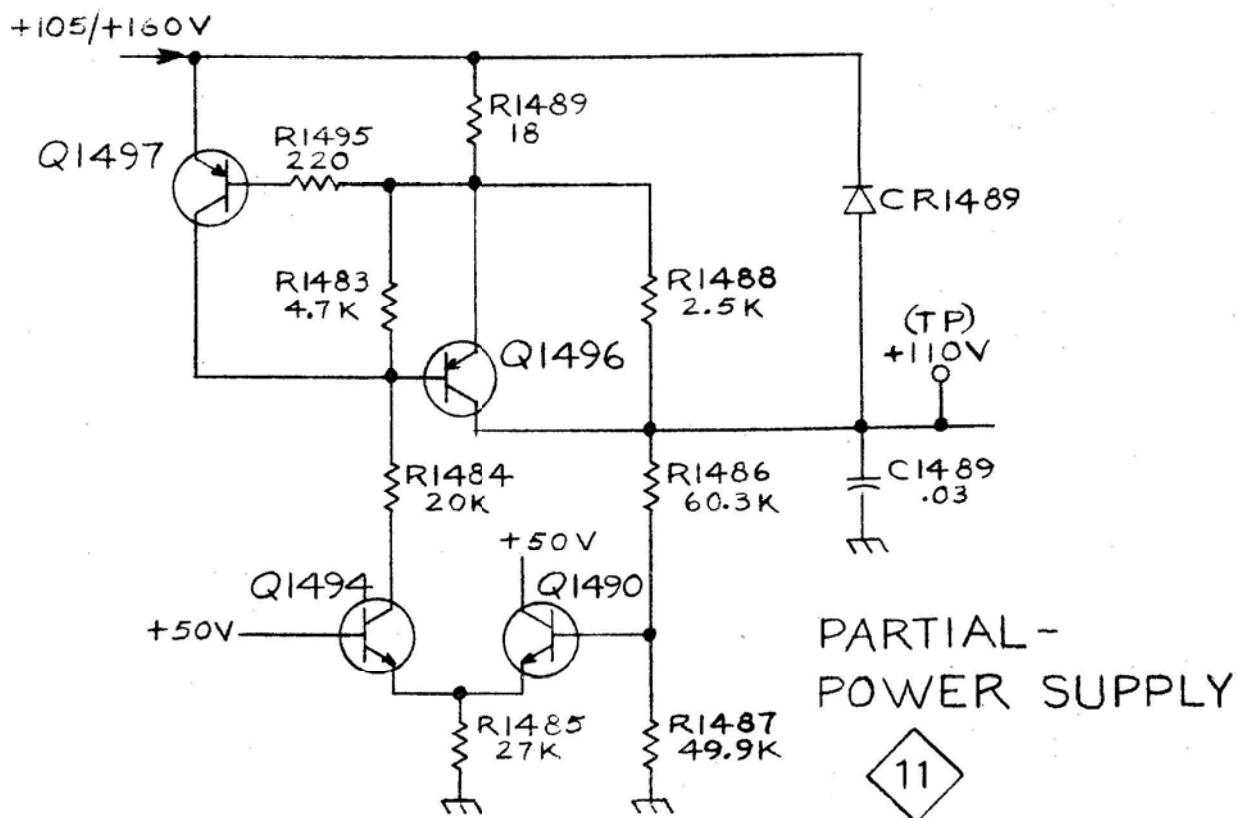 +105/+160V
R1489
18
R1495
220
Q1497
CR1489
R1483
4.7K
R1488
2.5K
(TP)
+110V
Q1496
R1484
20K
R1486
60.3K
C1489
.03
+50V
Q1494
Q1490
+50V
R1485
27K
R1487
49.9K
PARTIAL-
POWER SUPPLY
11